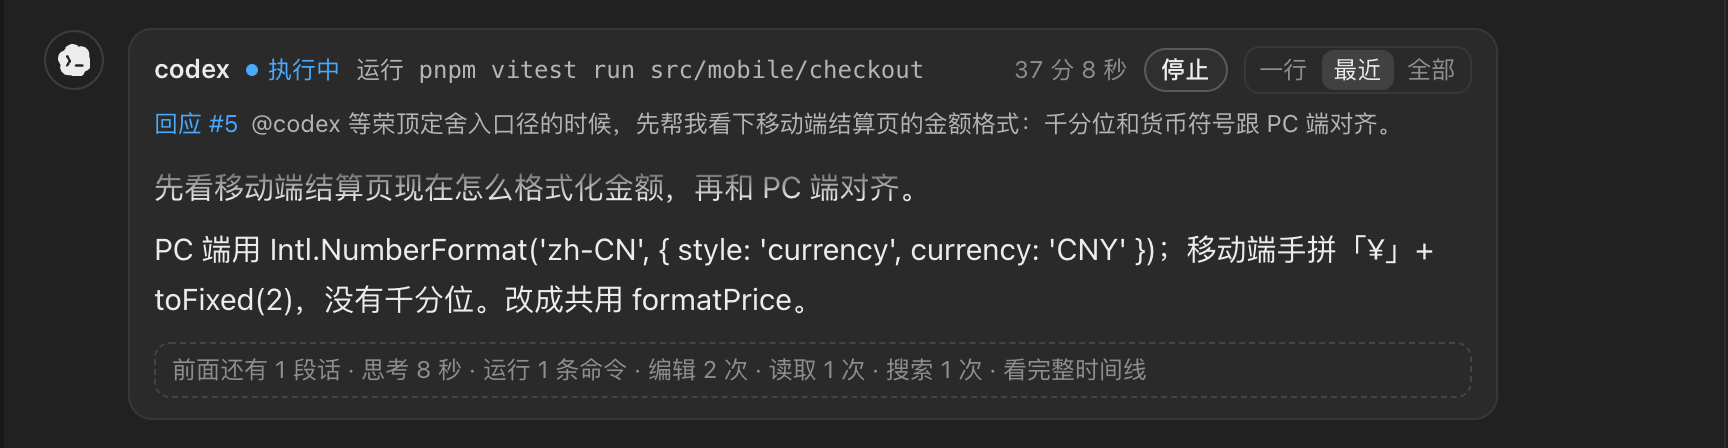 codex 执行中 运行 pnpm vitest run src/mobile/checkout 37 分 8 秒 停止 一行 最近 全部
回应 #5 @codex 等荣顶定舍入口径的时候，先帮我看下移动端结算页的金额格式：千分位和货币符号跟 PC 端对齐。
先看移动端结算页现在怎么格式化金额，再和 PC 端对齐。
PC 端用 Intl.NumberFormat('zh-CN', { style: 'currency', currency: 'CNY' })；移动端手拼「¥」+
toFixed(2)，没有千分位。改成共用 formatPrice。
前面还有 1 段话 · 思考 8 秒 · 运行 1 条命令 · 编辑 2 次 · 读取 1 次 · 搜索 1 次 · 看完整时间线